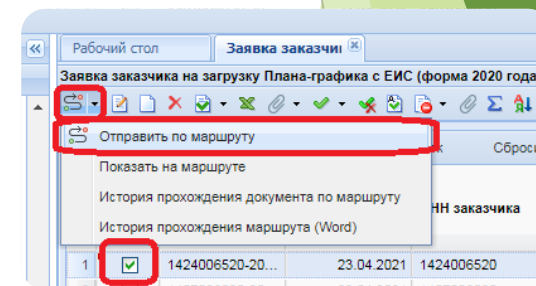 Рабочий стол Заявка заказчи
Заявка заказчика на загрузку Плана-графика с ЕИС (форма 2020 года
Отправить по маршруту
Сброси
Показать на маршруте
История прохождения документа по маршруту
НН заказчика
История прохождения маршрута (Word)
1 1424006520-20... 23.04.2021 1424006520